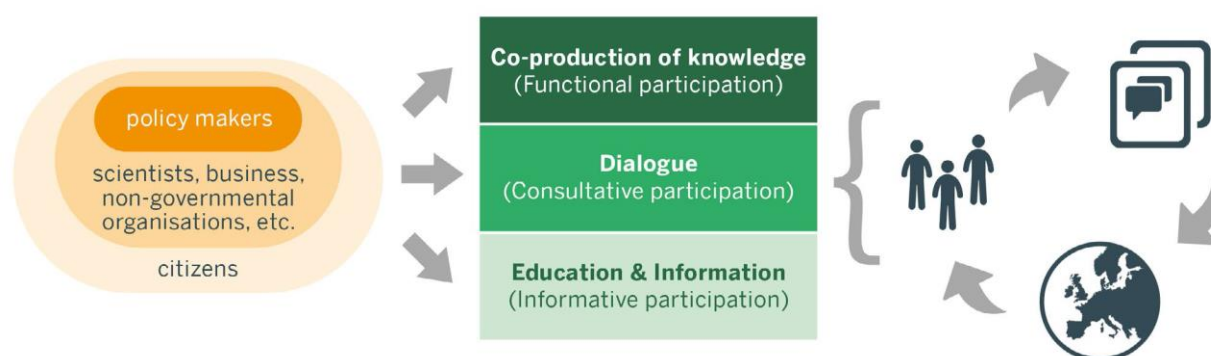 policy makers
scientists, business,
non-governmental
organisations, etc.
citizens
Co-production of knowledge
(Functional participation)
Dialogue
(Consultative participation)
Education & Information
(Informative participation)